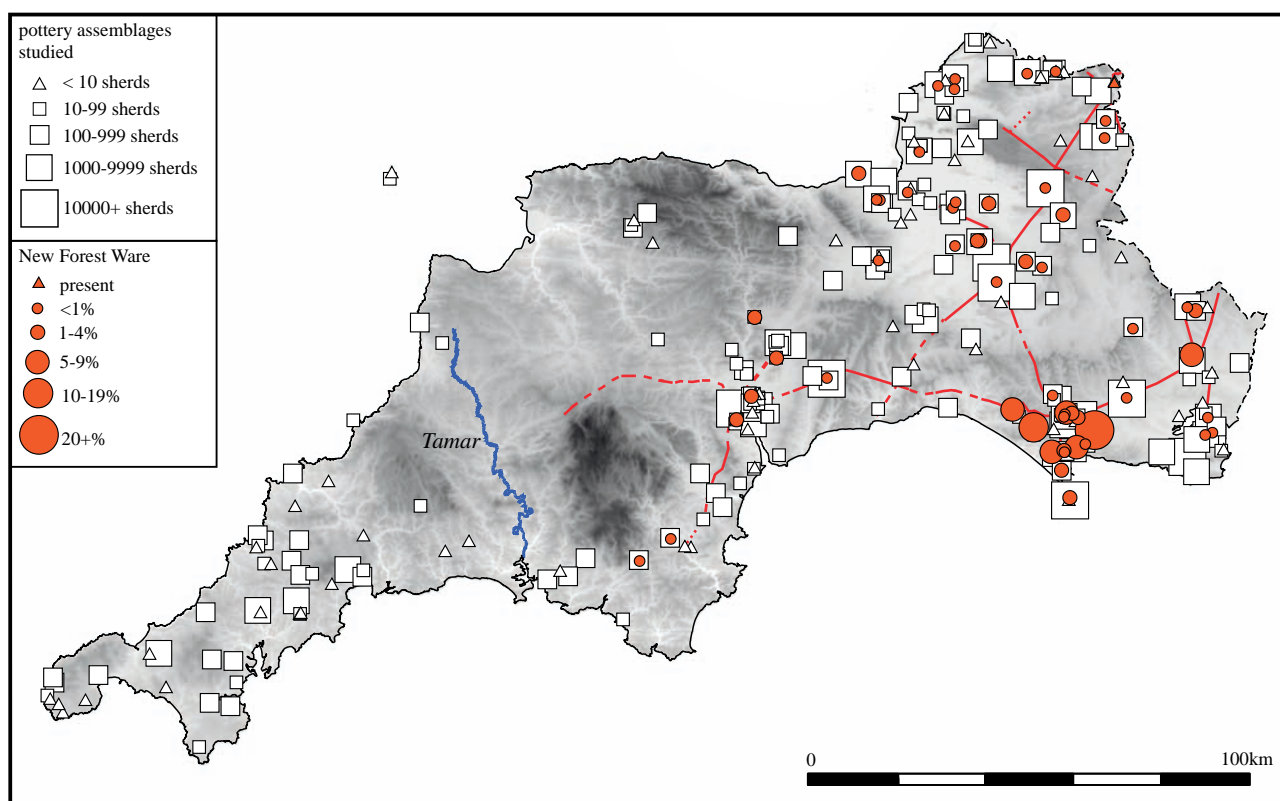 pottery assemblages
studied
< 10 sherds
10-99 sherds
100-999 sherds
1000-9999 sherds
10000+ sherds
New Forest Ware
present
<1%
1-4%
5-9%
10-19%
20+%
Tamar
0 100km